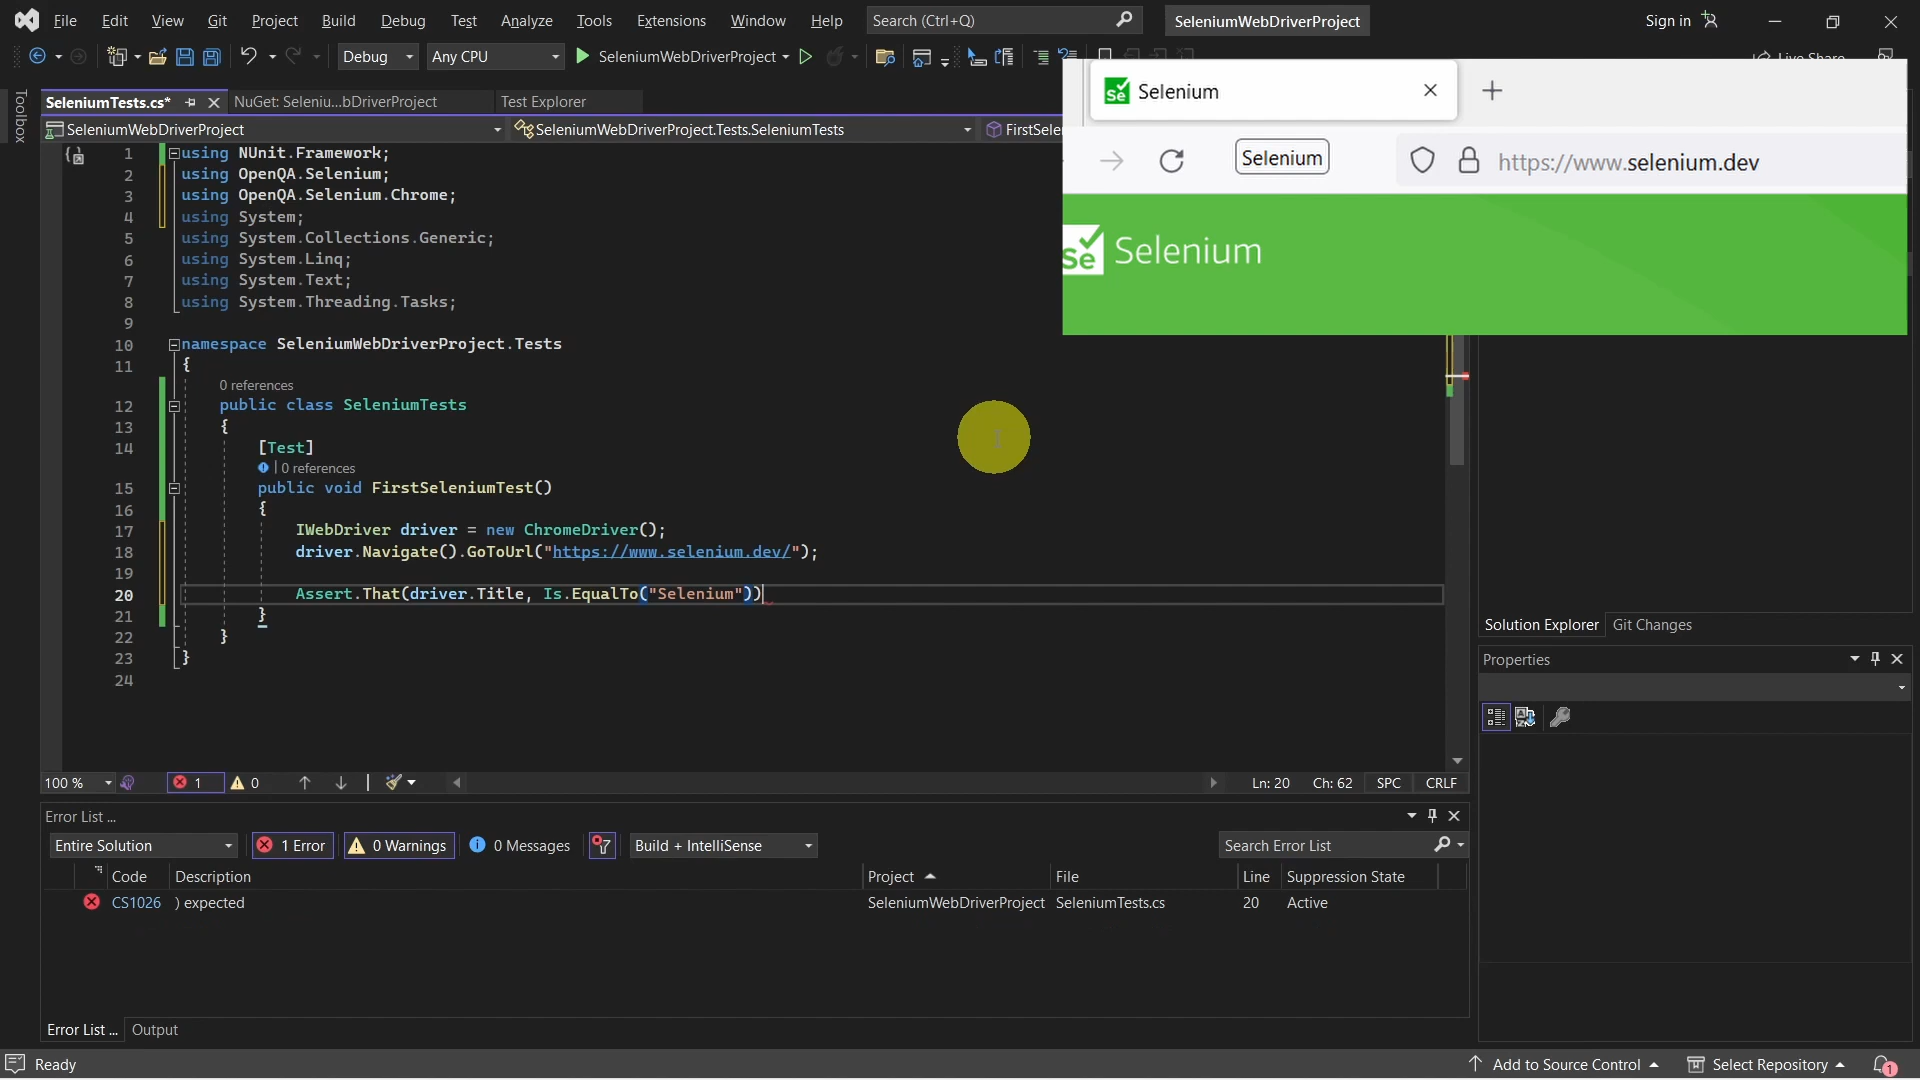 File Edit View Git Project Build Debug Test Analyze Tools Extensions Window Help Search (Ctrl+Q) SeleniumWebDriverProject Sign in
Debug Any CPU SeleniumWebDriverProject Live Share
Toolbox
SeleniumTests.cs* NuGet: Seleniu...bDriverProject Test Explorer
SeleniumWebDriverProject SeleniumWebDriverProject.Tests.SeleniumTests FirstSele
Se Selenium
Selenium https://www.selenium.dev
Se Selenium
1 using NUnit.Framework;
2 using OpenQA.Selenium;
3 using OpenQA.Selenium.Chrome;
4 using System;
5 using System.Collections.Generic;
6 using System.Linq;
7 using System.Text;
8 using System.Threading.Tasks;
9
10 namespace SeleniumWebDriverProject.Tests
11 {
0 references
12 public class SeleniumTests
13 {
14 [Test]
0 references
15 public void FirstSeleniumTest()
16 {
17 IWebDriver driver = new ChromeDriver();
18 driver.Navigate().GoToUrl("https://www.selenium.dev/");
19
20 Assert.That(driver.Title, Is.EqualTo("Selenium"))
21 }
22 }
23 }
24
100 % 1 0 Ln: 20 Ch: 62 SPC CRLF
Solution Explorer Git Changes
Properties
Error List ...
Entire Solution 1 Error 0 Warnings 0 Messages Build + IntelliSense Search Error List
Code Description Project File Line Suppression State
CS1026 ) expected SeleniumWebDriverProject SeleniumTests.cs 20 Active
Error List ... Output
Ready Add to Source Control Select Repository 1